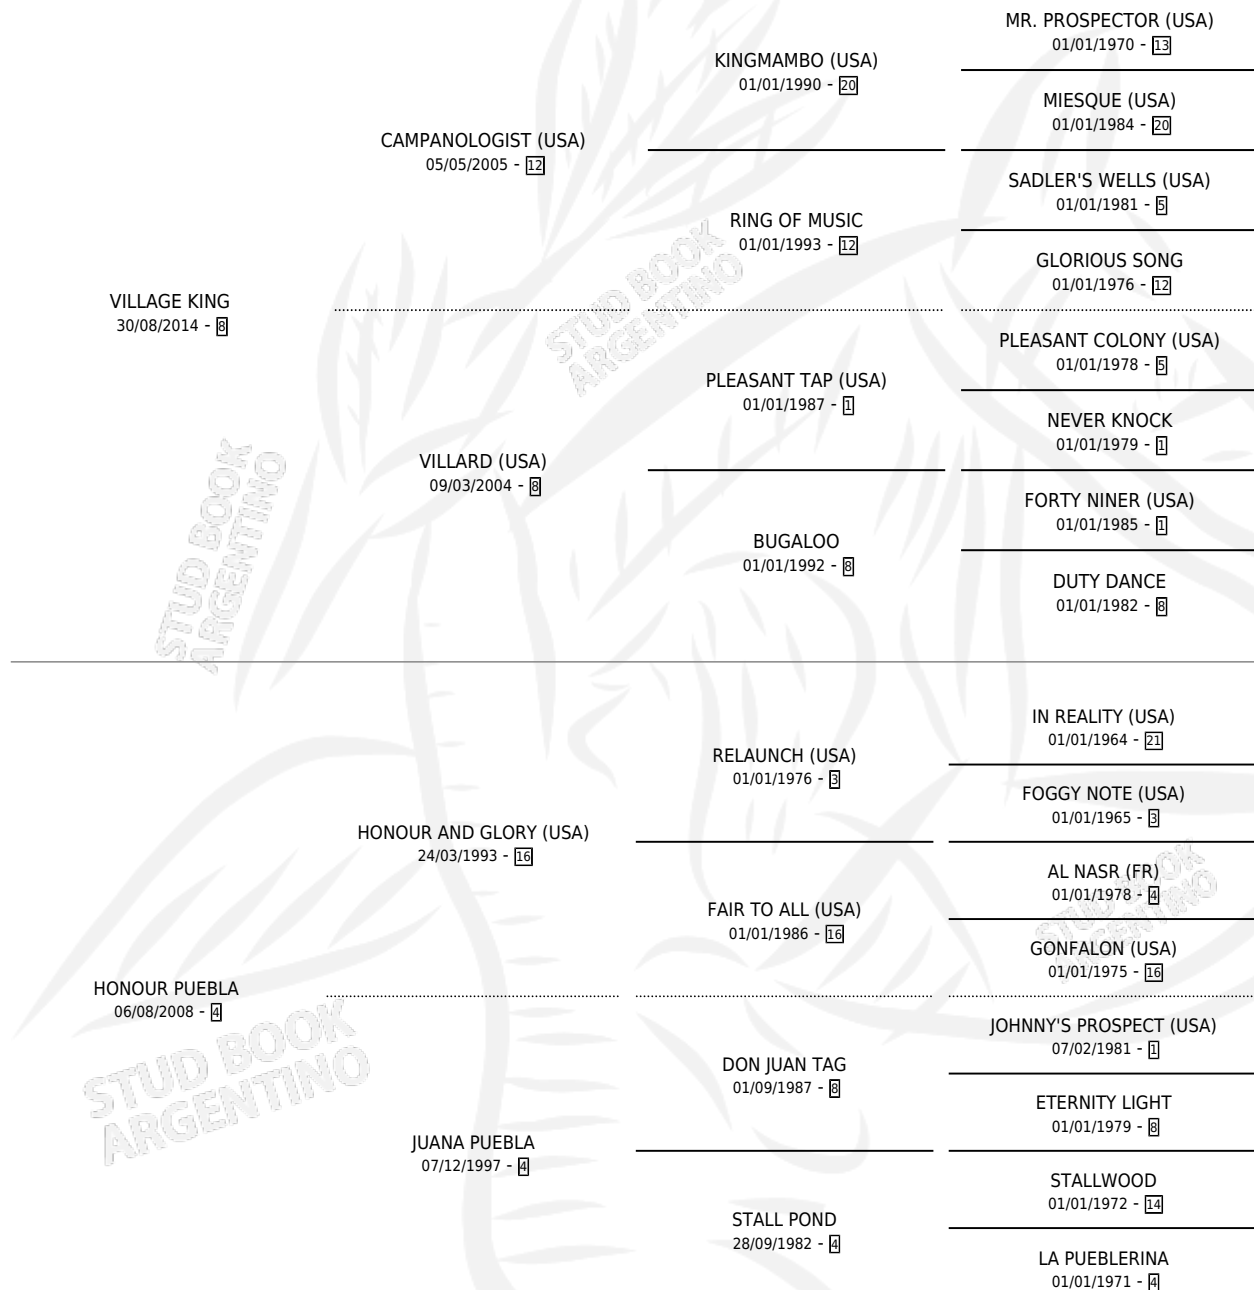 MR. PROSPECTOR (USA)
01/01/1970 - 13
KINGMAMBO (USA)
01/01/1990 - 20
MIESQUE (USA)
01/01/1984 - 20
CAMPANOLOGIST (USA)
05/05/2005 - 12
SADLER'S WELLS (USA)
01/01/1981 - 5
RING OF MUSIC
01/01/1993 - 12
GLORIOUS SONG
01/01/1976 - 12
VILLAGE KING
30/08/2014 - 8
PLEASANT COLONY (USA)
01/01/1978 - 5
PLEASANT TAP (USA)
01/01/1987 - 1
NEVER KNOCK
01/01/1979 - 1
VILLARD (USA)
09/03/2004 - 8
FORTY NINER (USA)
01/01/1985 - 1
BUGALOO
01/01/1992 - 8
DUTY DANCE
01/01/1982 - 8
STUD BOOK
ARGENTINO
STUD BOOK
ARGENTINO
IN REALITY (USA)
01/01/1964 - 21
RELAUNCH (USA)
01/01/1976 - 3
FOGGY NOTE (USA)
01/01/1965 - 3
HONOUR AND GLORY (USA)
24/03/1993 - 16
AL NASR (FR)
01/01/1978 - 4
FAIR TO ALL (USA)
01/01/1986 - 16
GONFALON (USA)
01/01/1975 - 16
HONOUR PUEBLA
06/08/2008 - 4
JOHNNY'S PROSPECT (USA)
07/02/1981 - 1
DON JUAN TAG
01/09/1987 - 8
ETERNITY LIGHT
01/01/1979 - 8
JUANA PUEBLA
07/12/1997 - 4
STALLWOOD
01/01/1972 - 14
STALL POND
28/09/1982 - 4
LA PUEBLERINA
01/01/1971 - 4
STUD BOOK
ARGENTINO
STUD BOOK
ARGENTINO